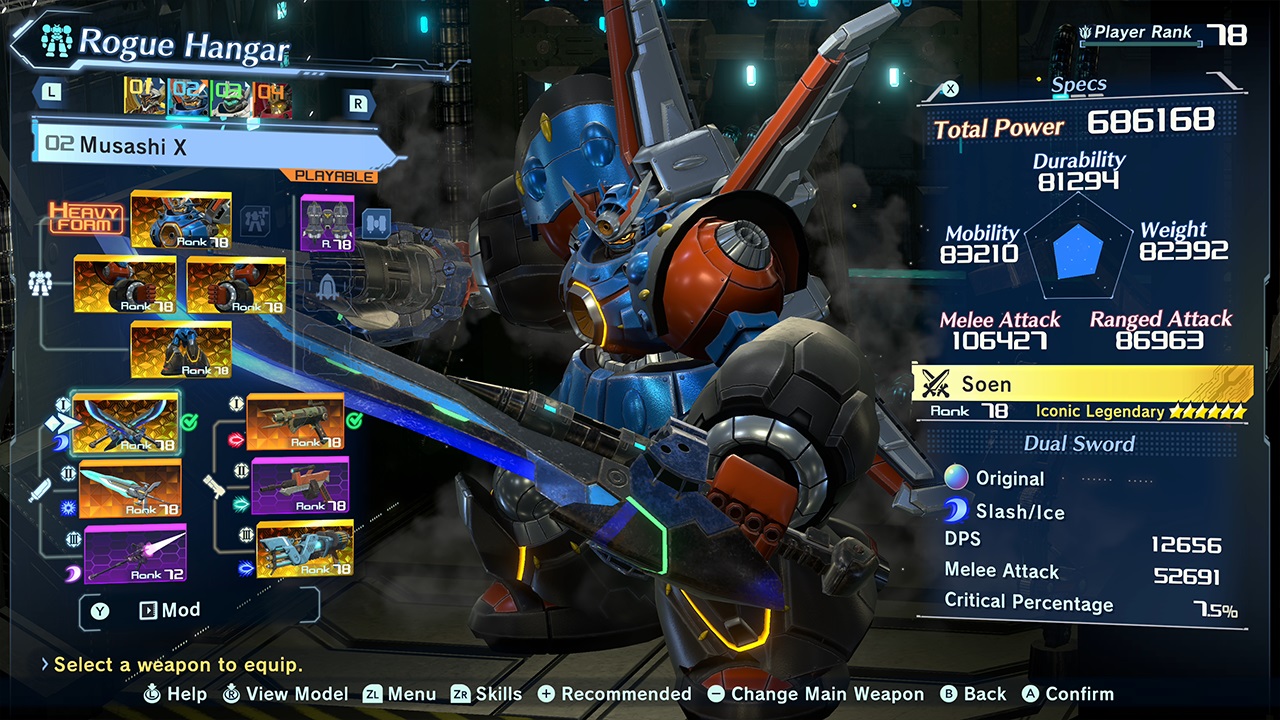 Rogue Hangar
Player Rank 78
L 01 02 03 04 R
02 Musashi X
PLAYABLE
HEAVY FORM
Rank 78
R. 78
Rank 78
Rank 78
Rank 78
I Rank 78
I Rank 78
II Rank 78
II Rank 78
III Rank 72
III Rank 78
Y Mod
X Specs
Total Power 686168
Durability
81294
Mobility
83210
Weight
82392
Melee Attack
106427
Ranged Attack
86963
Soen
Rank 78 Iconic Legendary ★★★★★★
Dual Sword
Original
Slash/Ice
DPS 12656
Melee Attack 52691
Critical Percentage 7.5%
Select a weapon to equip.
L Help R View Model ZL Menu ZR Skills + Recommended − Change Main Weapon B Back A Confirm